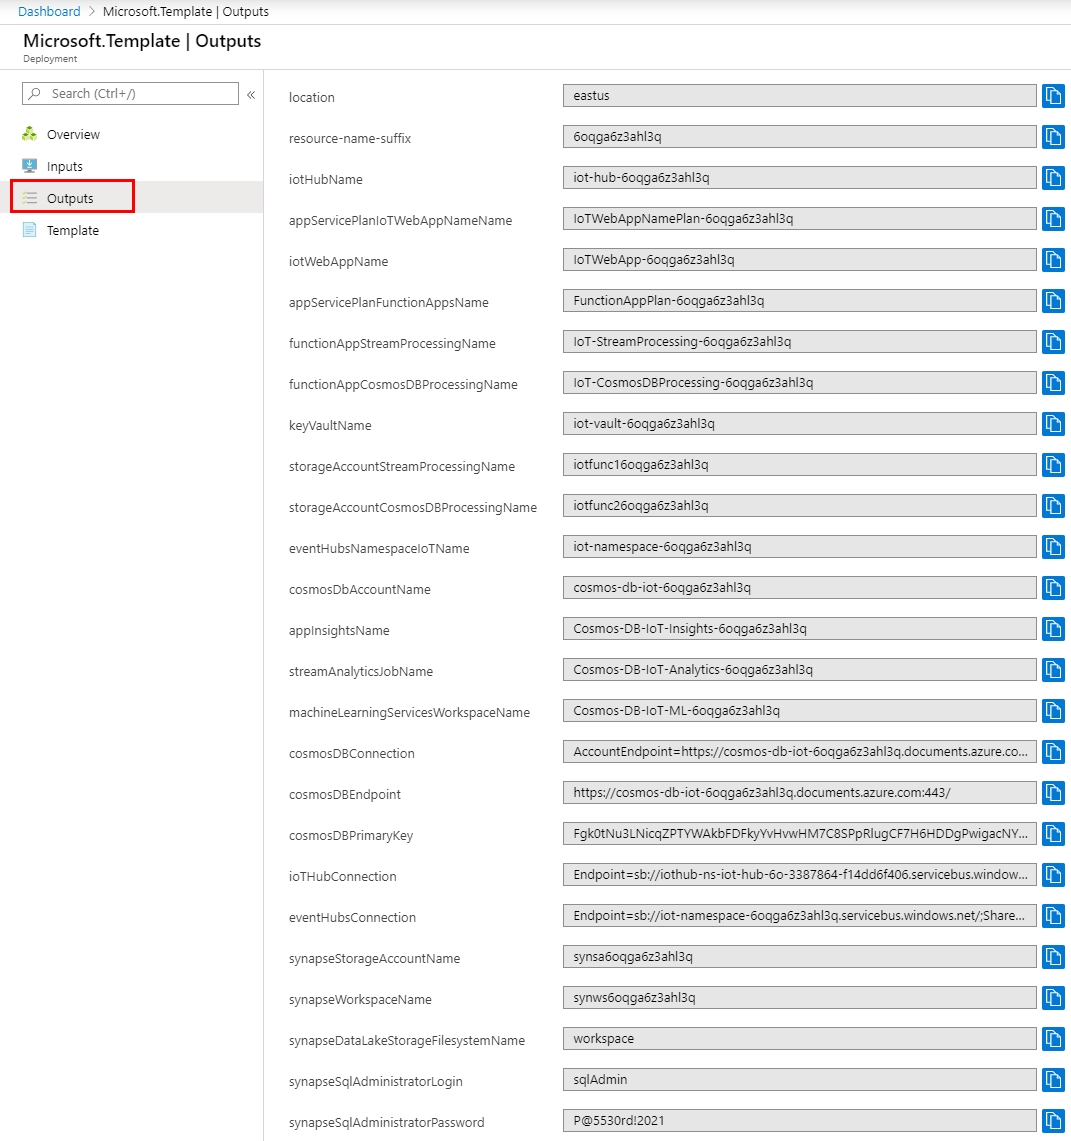 Dashboard > Microsoft.Template | Outputs
Microsoft.Template | Outputs
Deployment
Search (Ctrl+/)
«
Overview
Inputs
Outputs
Template
location eastus
resource-name-suffix 6oqga6z3ahl3q
iotHubName iot-hub-6oqga6z3ahl3q
appServicePlanIoTWebAppNameName IoTWebAppNamePlan-6oqga6z3ahl3q
iotWebAppName IoTWebApp-6oqga6z3ahl3q
appServicePlanFunctionAppsName FunctionAppPlan-6oqga6z3ahl3q
functionAppStreamProcessingName IoT-StreamProcessing-6oqga6z3ahl3q
functionAppCosmosDBProcessingName IoT-CosmosDBProcessing-6oqga6z3ahl3q
keyVaultName iot-vault-6oqga6z3ahl3q
storageAccountStreamProcessingName iotfunc16oqga6z3ahl3q
storageAccountCosmosDBProcessingName iotfunc26oqga6z3ahl3q
eventHubsNamespaceIoTName iot-namespace-6oqga6z3ahl3q
cosmosDbAccountName cosmos-db-iot-6oqga6z3ahl3q
appInsightsName Cosmos-DB-IoT-Insights-6oqga6z3ahl3q
streamAnalyticsJobName Cosmos-DB-IoT-Analytics-6oqga6z3ahl3q
machineLearningServicesWorkspaceName Cosmos-DB-IoT-ML-6oqga6z3ahl3q
cosmosDBConnection AccountEndpoint=https://cosmos-db-iot-6oqga6z3ahl3q.documents.azure.co...
cosmosDBEndpoint https://cosmos-db-iot-6oqga6z3ahl3q.documents.azure.com:443/
cosmosDBPrimaryKey Fgk0tNu3LNicqZPTYWAkbFDFkyYvHvwHM7C8SPpRlugCF7H6HDDgPwigacNY...
ioTHubConnection Endpoint=sb://iothub-ns-iot-hub-6o-3387864-f14dd6f406.servicebus.window...
eventHubsConnection Endpoint=sb://iot-namespace-6oqga6z3ahl3q.servicebus.windows.net/;Share...
synapseStorageAccountName synsa6oqga6z3ahl3q
synapseWorkspaceName synws6oqga6z3ahl3q
synapseDataLakeStorageFilesystemName workspace
synapseSqlAdministratorLogin sqlAdmin
synapseSqlAdministratorPassword P@5530rd!2021